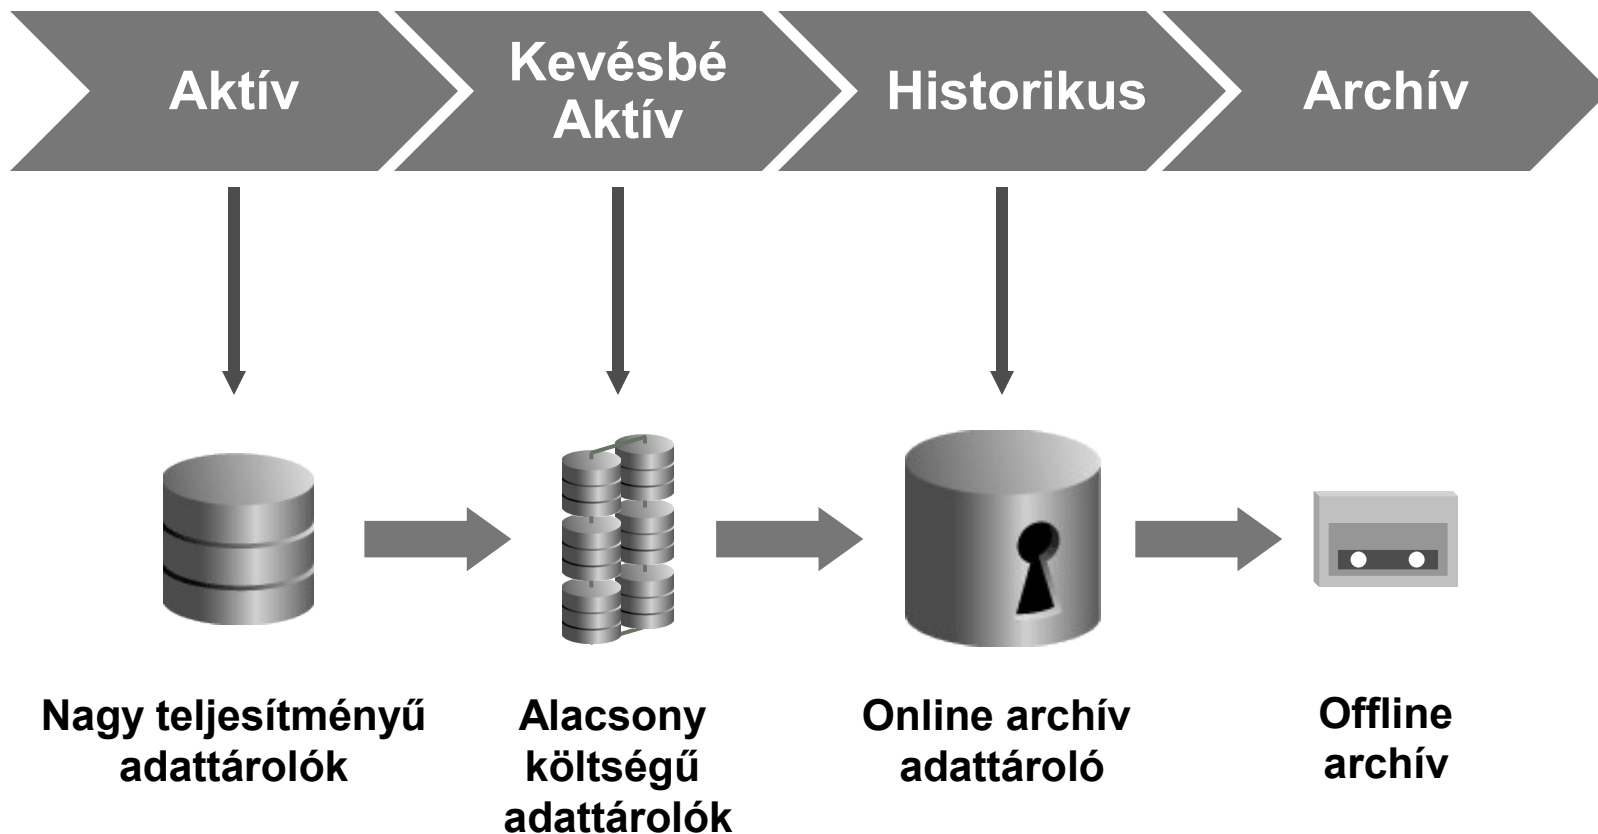 Aktív
Kevésbé
Aktív
Historikus
Archív
Nagy teljesítményű
adattárolók
Alacsony
költségű
adattárolók
Online archív
adattároló
Offline
archív